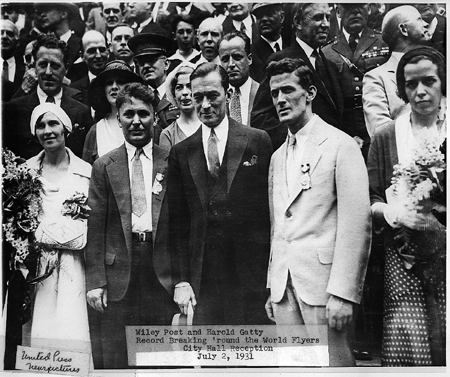 Wiley Post and Harold Gatty
Record Breaking 'round the World Flyers
City Hall Reception
July 2, 1931
United Press
Newspictures